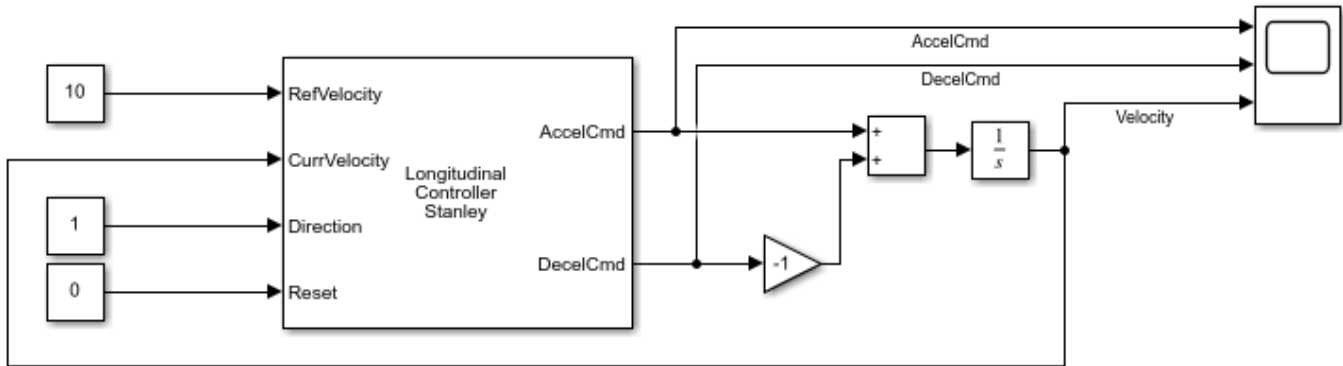 AccelCmd
DecelCmd
Velocity
10
RefVelocity
AccelCmd
+
+
1
s
CurrVelocity
Longitudinal
Controller
Stanley
1
Direction
DecelCmd
-1
0
Reset